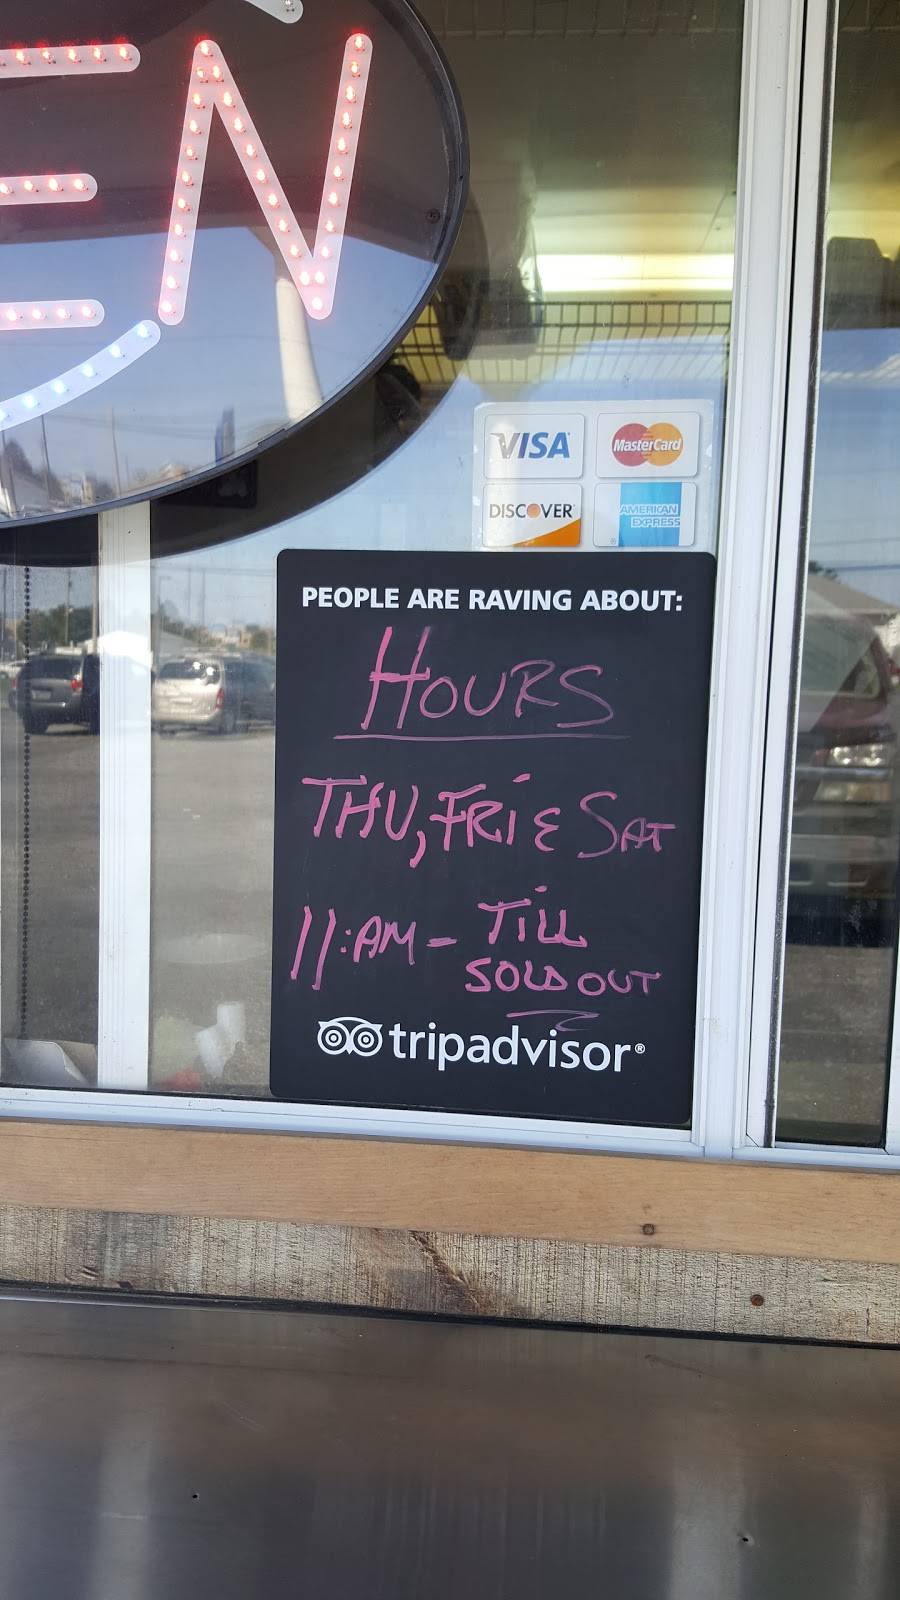 EN
VISA
MasterCard
DISCOVER
AMERICAN
EXPRESS
PEOPLE ARE RAVING ABOUT:
HOURS
THU, FRI & SAT
11:AM - TILL
SOLD OUT
tripadvisor®